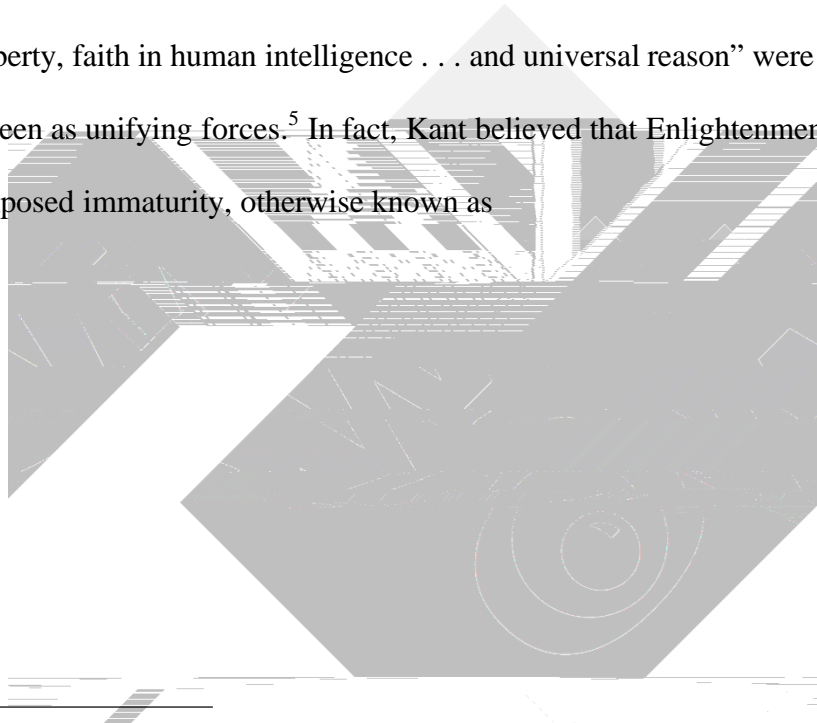 perty, faith in human intelligence . . . and universal reason” were
een as unifying forces.5 In fact, Kant believed that Enlightenmen
posed immaturity, otherwise known as